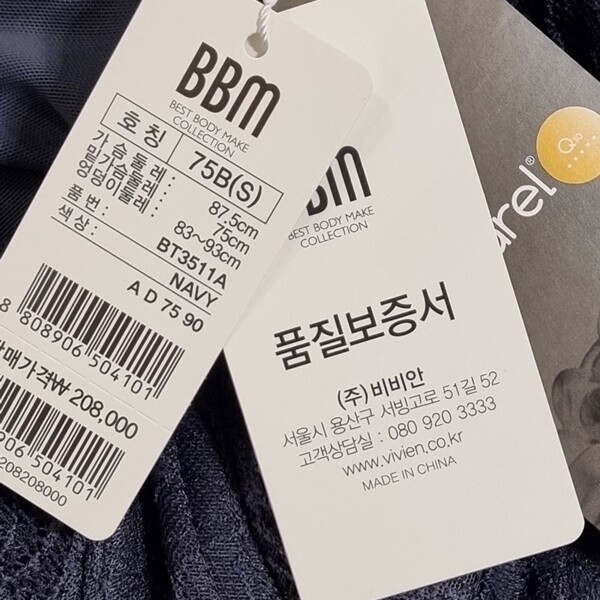 BBM
BEST BODY MAKE
COLLECTION
호칭 75B(S)
가슴둘레 : 87.5cm
밑가슴둘레 : 75cm
엉덩이둘레 : 83~93cm
품번 : BT3511A
색상 : NAVY
A D 75 90
8 808906 504101
판매가격₩ 208,000
808906 504101
208208000
BBM
BEST BODY MAKE
COLLECTION
품질보증서
(주) 비비안
서울시 용산구 서빙고로 51길 52
고객상담실 : 080 920 3333
www.vivien.co.kr
MADE IN CHINA
arel®